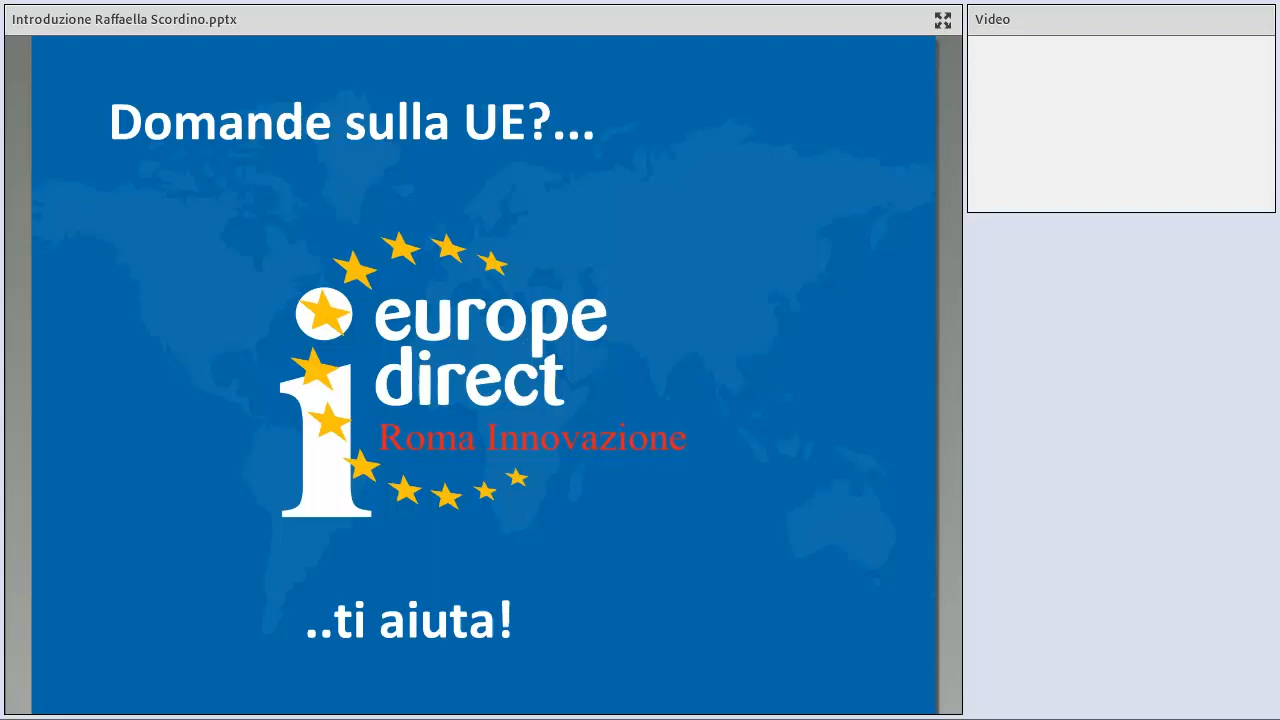 Introduzione Raffaella Scordino.pptx
Video
Domande sulla UE?...
europe
direct
Roma Innovazione
..ti aiuta!